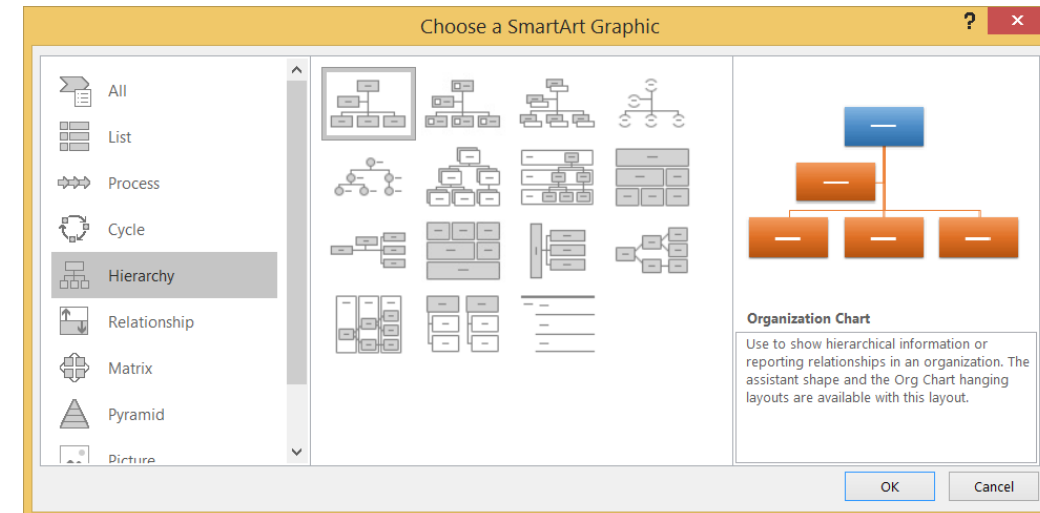 Choose a SmartArt Graphic
?
All
List
Process
Cycle
Hierarchy
Relationship
Matrix
Pyramid
Picture
Organization Chart
Use to show hierarchical information or
reporting relationships in an organization. The
assistant shape and the Org Chart hanging
layouts are available with this layout.
OK
Cancel